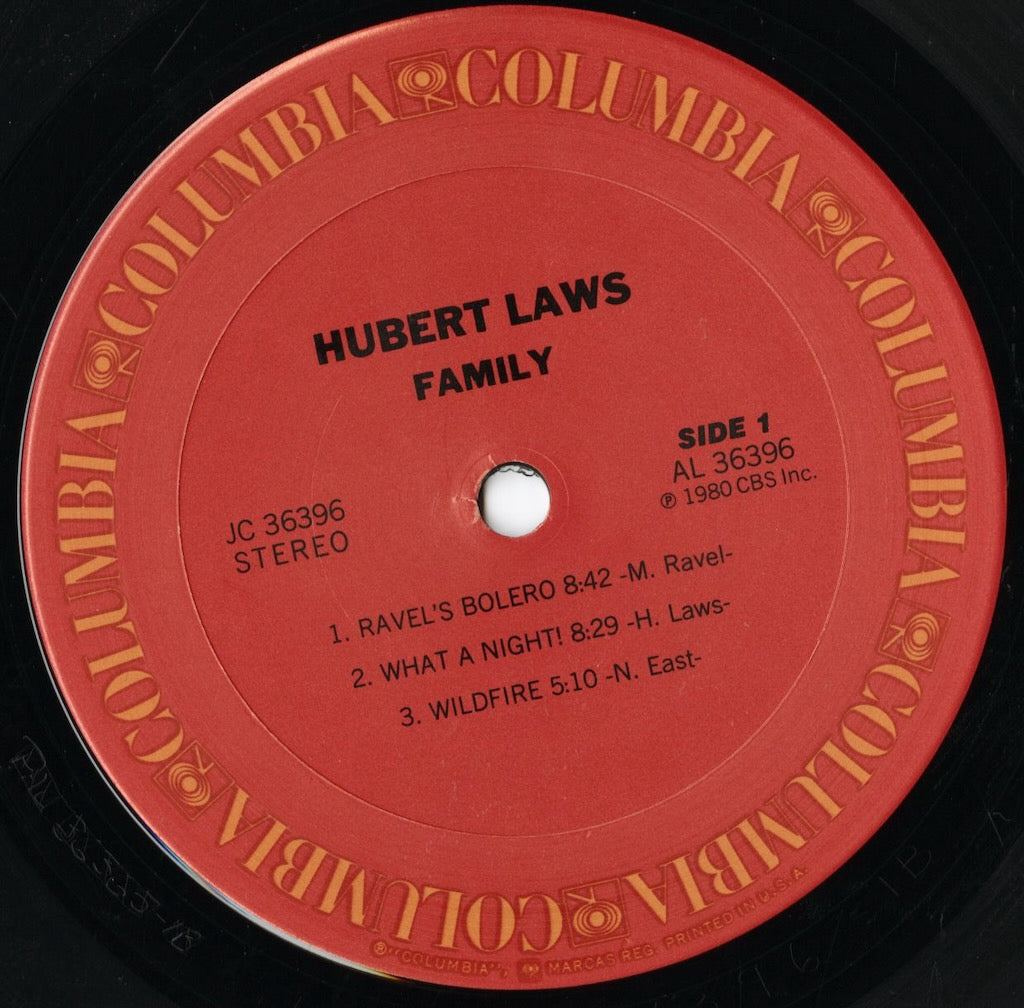 COLUMBIA COLUMBIA COLUMBIA COLUMBIA COLUMBIA COLUMBIA COLUMBIA COLUMBIA
HUBERT LAWS
FAMILY
SIDE 1
AL 36396
℗ 1980 CBS Inc.
JC 36396
STEREO
1. RAVEL'S BOLERO 8:42 -M. Ravel-
2. WHAT A NIGHT! 8:29 -H. Laws-
3. WILDFIRE 5:10 -N. East-
® "COLUMBIA", MARCAS REG. PRINTED IN U.S.A.